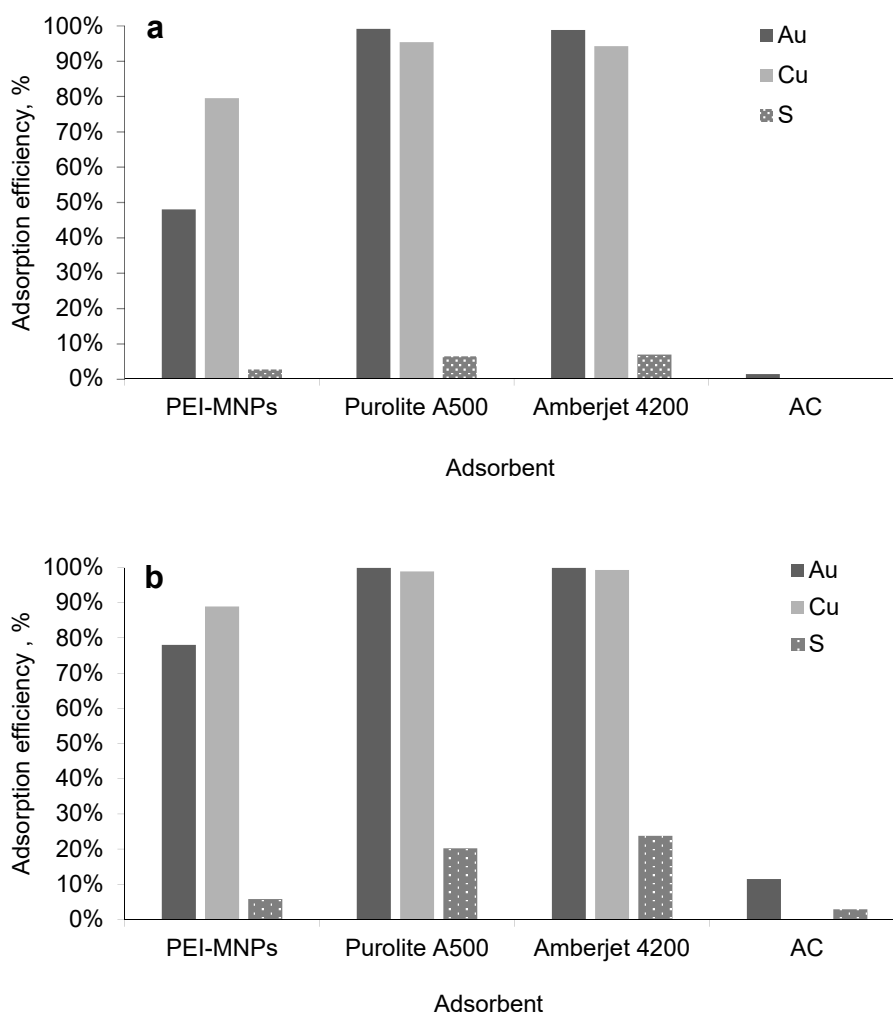 a
Au
Cu
S
100%
90%
80%
70%
60%
50%
40%
30%
20%
10%
0%
Adsorption efficiency, %
PEI-MNPs Purolite A500 Amberjet 4200 AC
Adsorbent
b
Au
Cu
S
100%
90%
80%
70%
60%
50%
40%
30%
20%
10%
0%
Adsorption efficiency , %
PEI-MNPs Purolite A500 Amberjet 4200 AC
Adsorbent